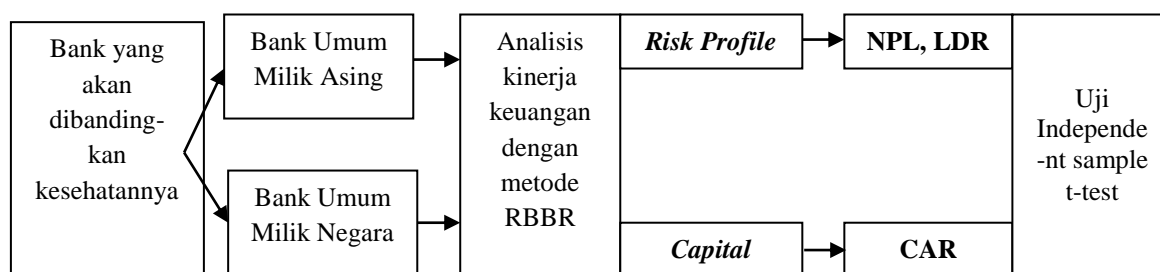 Bank yang
akan
dibanding-
kan
kesehatannya
Bank Umum
Milik Asing
Bank Umum
Milik Negara
Analisis
kinerja
keuangan
dengan
metode
RBBR
Risk Profile
NPL, LDR
Capital
CAR
Uji
Independe
-nt sample
t-test